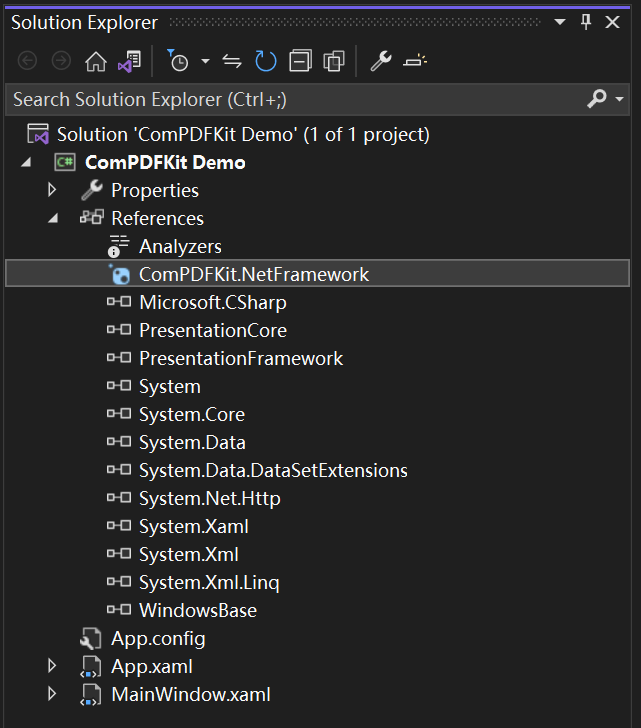 Solution Explorer
Search Solution Explorer (Ctrl+;)
Solution 'ComPDFKit Demo' (1 of 1 project)
C# ComPDFKit Demo
Properties
References
Analyzers
ComPDFKit.NetFramework
Microsoft.CSharp
PresentationCore
PresentationFramework
System
System.Core
System.Data
System.Data.DataSetExtensions
System.Net.Http
System.Xaml
System.Xml
System.Xml.Linq
WindowsBase
App.config
App.xaml
MainWindow.xaml